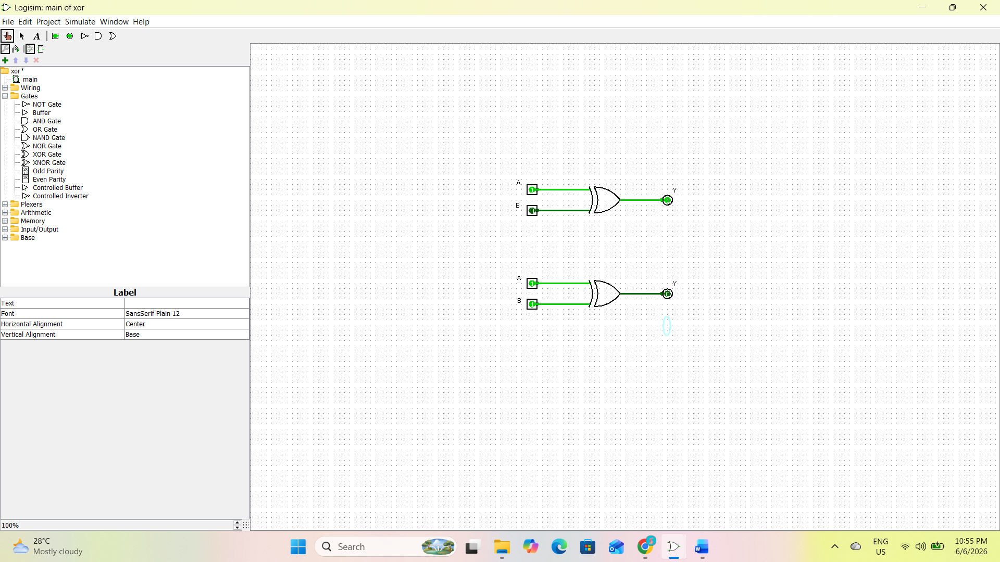 Logisim: main of xor
File Edit Project Simulate Window Help
A
xor*
main
Wiring
Gates
NOT Gate
Buffer
AND Gate
OR Gate
NAND Gate
NOR Gate
XOR Gate
XNOR Gate
Odd Parity
Even Parity
Controlled Buffer
Controlled Inverter
Plexers
Arithmetic
Memory
Input/Output
Base
A
1
Y
1
B
0
A
1
Y
0
B
1
Label
Text
Font SansSerif Plain 12
Horizontal Alignment Center
Vertical Alignment Base
100%
28°C
Mostly cloudy
Search
ENG
US
10:55 PM
6/6/2026